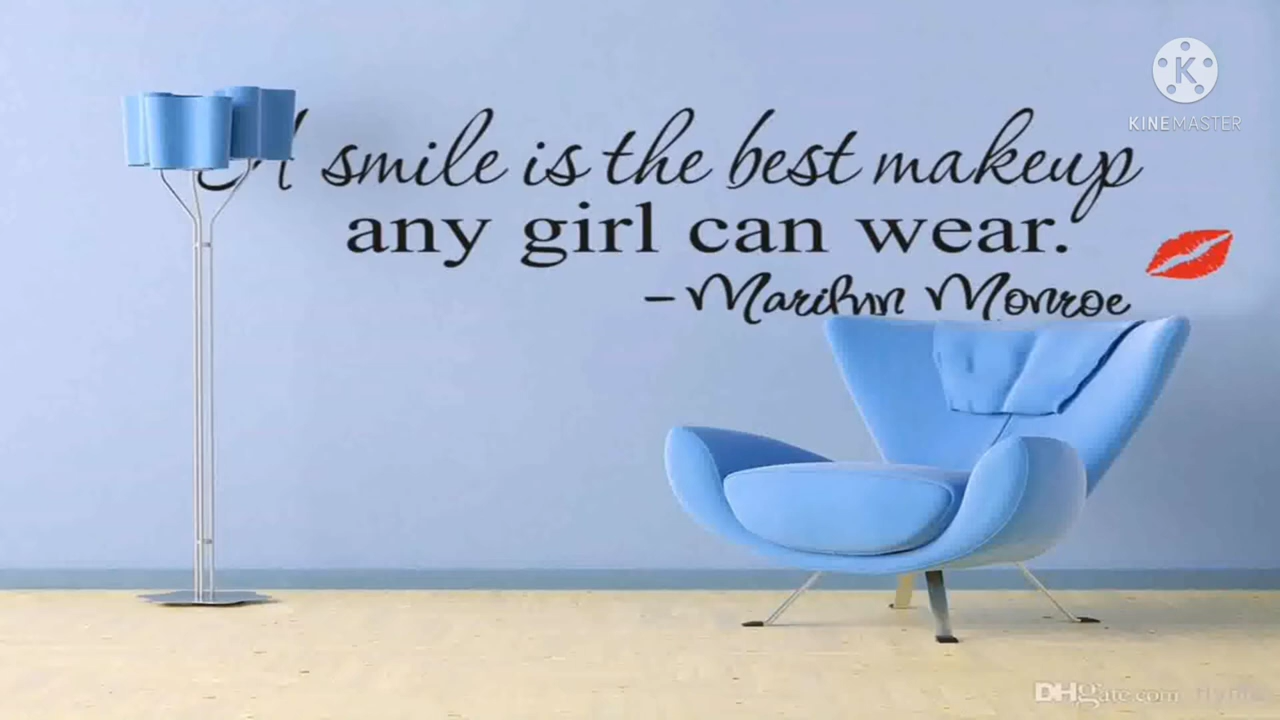 KINEMASTER
A smile is the best makeup
any girl can wear.
– Marilyn Monroe
DHgate.com